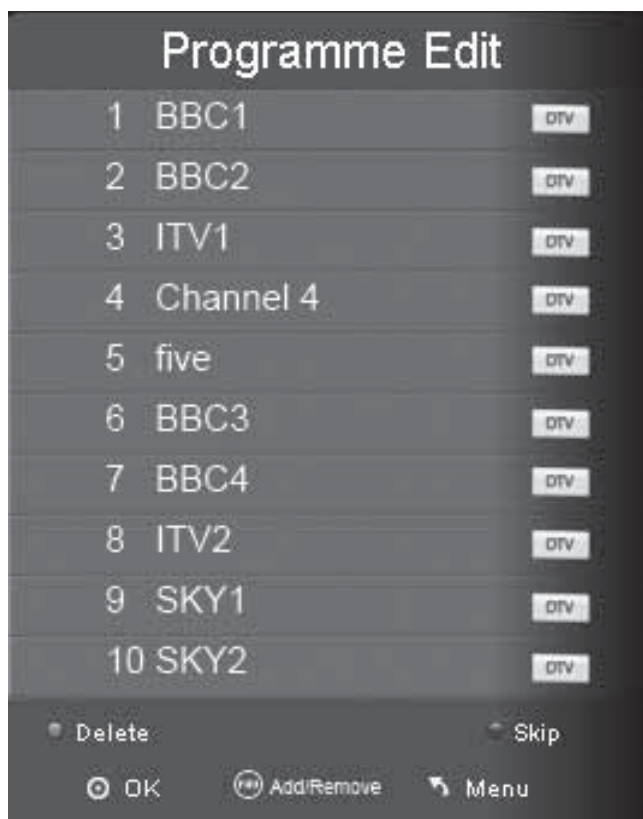 Programme Edit
1 BBC1 DTV
2 BBC2 DTV
3 ITV1 DTV
4 Channel 4 DTV
5 five DTV
6 BBC3 DTV
7 BBC4 DTV
8 ITV2 DTV
9 SKY1 DTV
10 SKY2 DTV
Delete Skip
OK Add/Remove Menu